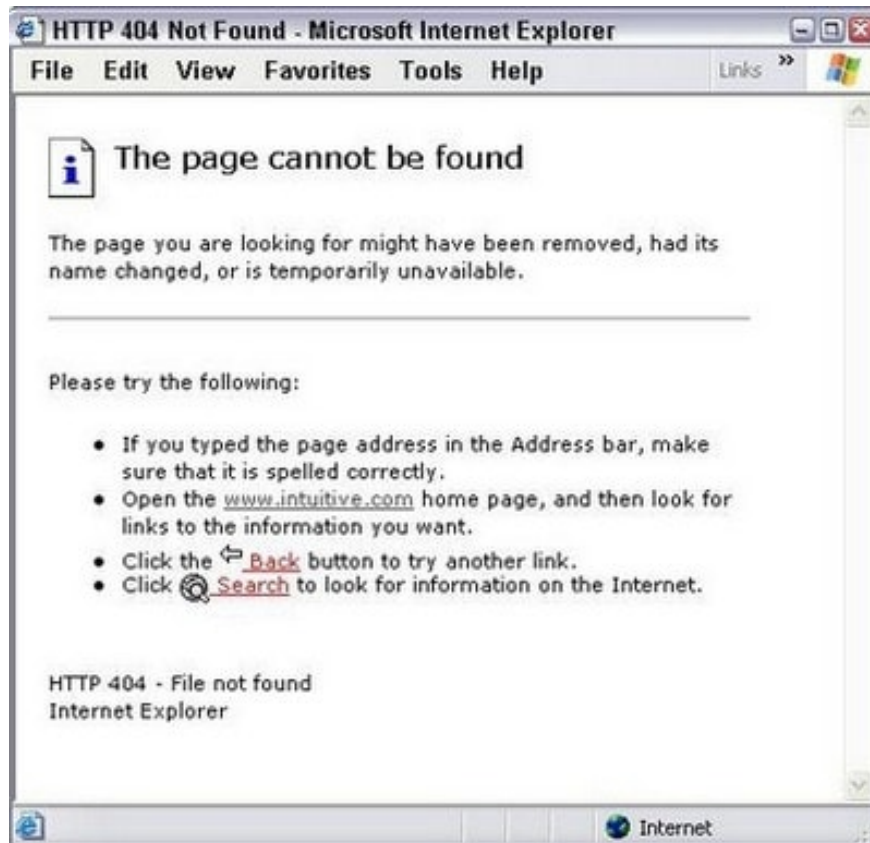 HTTP 404 Not Found - Microsoft Internet Explorer
File Edit View Favorites Tools Help Links »
i The page cannot be found
The page you are looking for might have been removed, had its
name changed, or is temporarily unavailable.
Please try the following:
• If you typed the page address in the Address bar, make
sure that it is spelled correctly.
• Open the www.intuitive.com home page, and then look for
links to the information you want.
• Click the Back button to try another link.
• Click Search to look for information on the Internet.
HTTP 404 - File not found
Internet Explorer
Internet